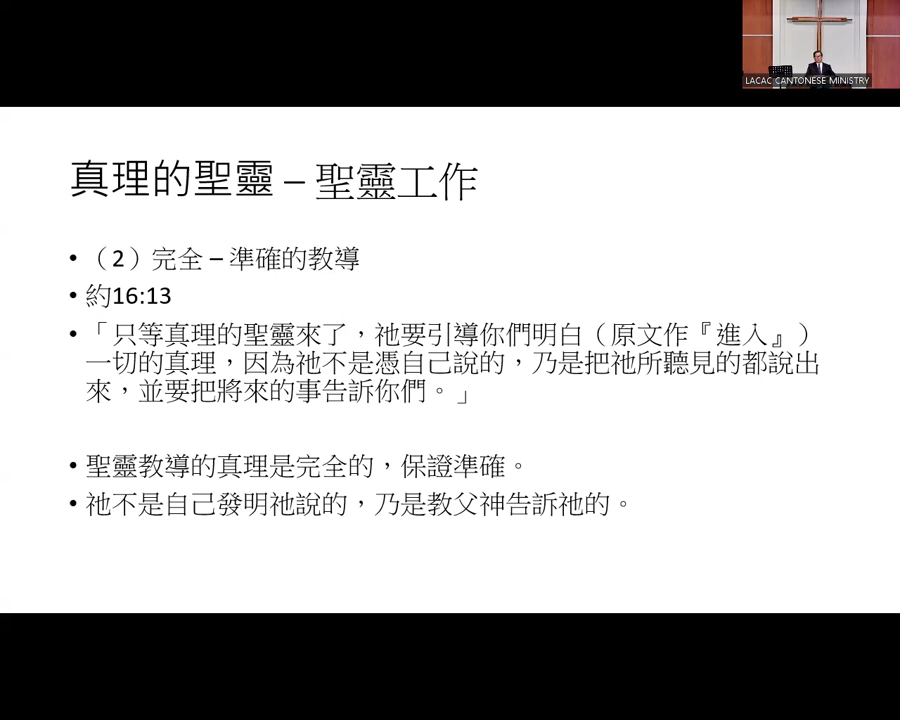 LACAC CANTONESE MINISTRY
真理的聖靈 – 聖靈工作
• （2）完全 – 準確的教導
• 約16:13
• 「只等真理的聖靈來了，祂要引導你們明白（原文作『進入』）
一切的真理，因為祂不是憑自己說的，乃是把祂所聽見的都說出
來，並要把將來的事告訴你們。」
• 聖靈教導的真理是完全的，保證準確。
• 祂不是自己發明祂說的，乃是教父神告訴祂的。